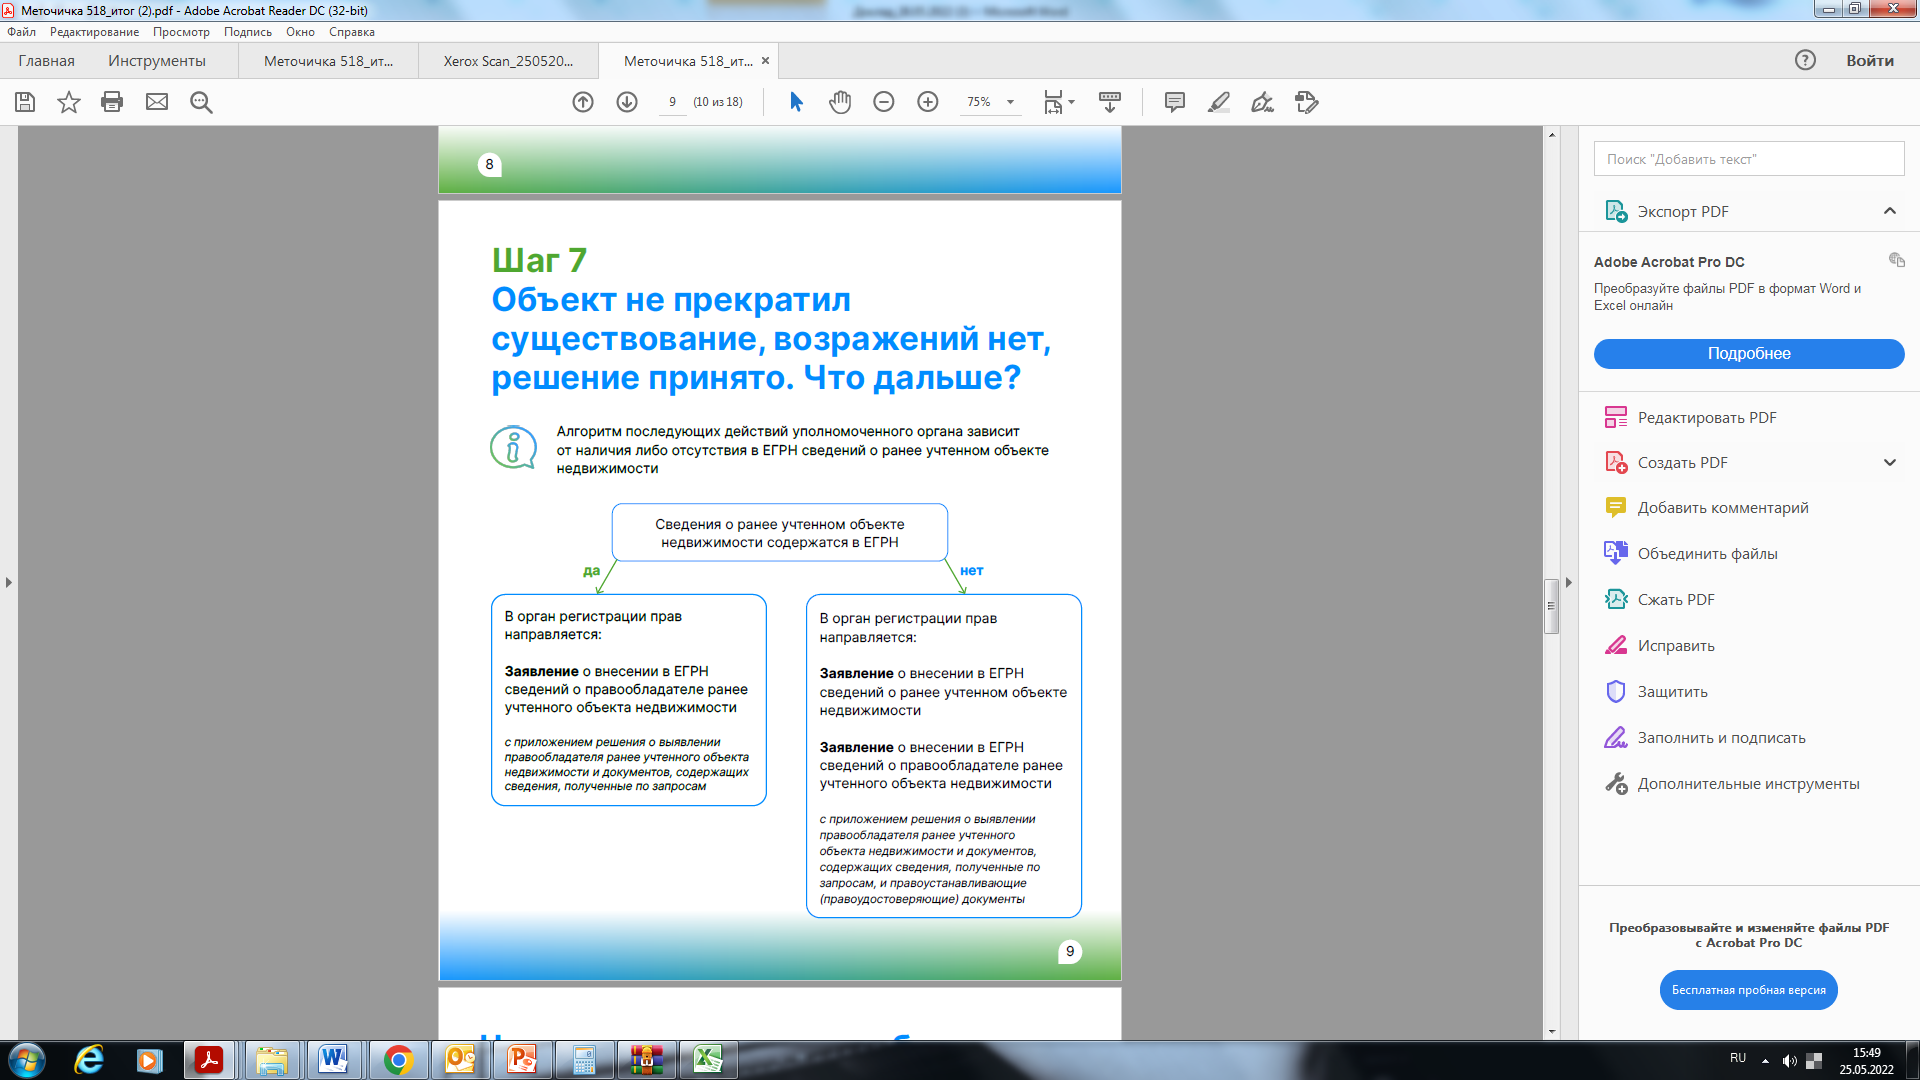 Меточичка 518_итог (2).pdf - Adobe Acrobat Reader DC (32-bit)
Файл Редактирование Просмотр Подпись Окно Справка
Главная Инструменты Меточичка 518_ит... Xerox Scan_250520... Меточичка 518_ит... Войти
9 (10 из 18) 75%
8
Шаг 7
Объект не прекратил
существование, возражений нет,
решение принято. Что дальше?
Алгоритм последующих действий уполномоченного органа зависит
от наличия либо отсутствия в ЕГРН сведений о ранее учтенном объекте
недвижимости
Сведения о ранее учтенном объекте
недвижимости содержатся в ЕГРН
да
нет
В орган регистрации прав
направляется:
Заявление о внесении в ЕГРН
сведений о правообладателе ранее
учтенного объекта недвижимости
с приложением решения о выявлении
правообладателя ранее учтенного объекта
недвижимости и документов, содержащих
сведения, полученные по запросам
В орган регистрации прав
направляется:
Заявление о внесении в ЕГРН
сведений о ранее учтенном объекте
недвижимости
Заявление о внесении в ЕГРН
сведений о правообладателе ранее
учтенного объекта недвижимости
с приложением решения о выявлении
правообладателя ранее учтенного
объекта недвижимости и документов,
содержащих сведения, полученные по
запросам, и правоустанавливающие
(правоудостоверяющие) документы
9
Поиск "Добавить текст"
Экспорт PDF
Adobe Acrobat Pro DC
Преобразуйте файлы PDF в формат Word и
Excel онлайн
Подробнее
Редактировать PDF
Создать PDF
Добавить комментарий
Объединить файлы
Сжать PDF
Исправить
Защитить
Заполнить и подписать
Дополнительные инструменты
Преобразовывайте и изменяйте файлы PDF
с Acrobat Pro DC
Бесплатная пробная версия
RU
15:49
25.05.2022